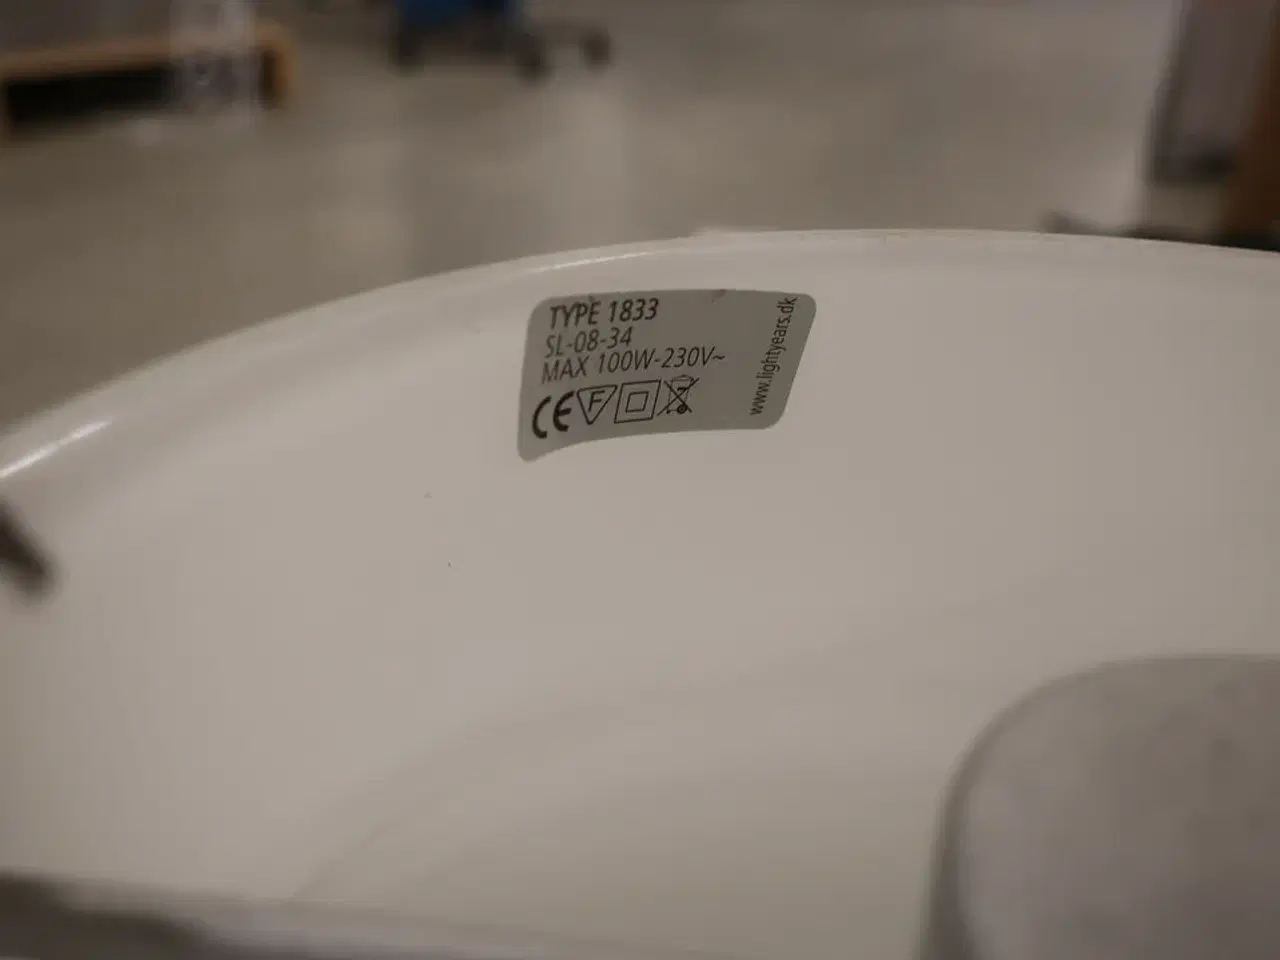 TYPE 1833
SL-08-34
MAX 100W-230V~
CE F
www.lightyears.dk